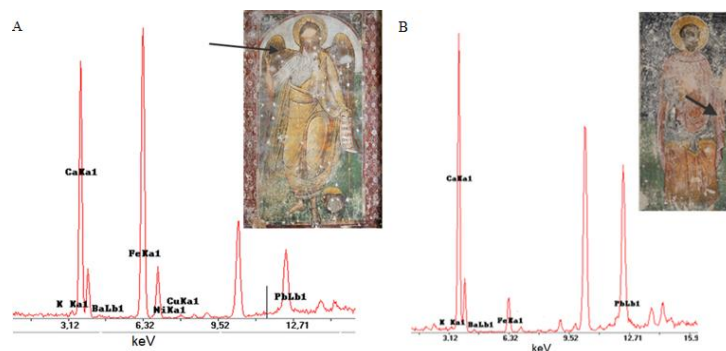 A
CaKa1
FeKa1
K Ka1
BaLb1
CuKa1
NiKa1
PbLb1
3,12
6,32
9,52
12,71
keV
B
CaKa1
K Ka1
BaLb1
FeKa1
PbLb1
3,12
6,32
9,52
12.71
15.9
keV